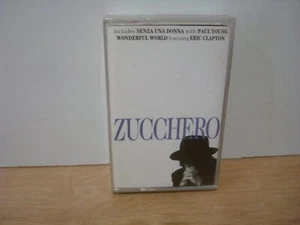 includes SENZA UNA DONNA with PAUL YOUNG
WONDERFUL WORLD featuring ERIC CLAPTON
ZUCCHERO